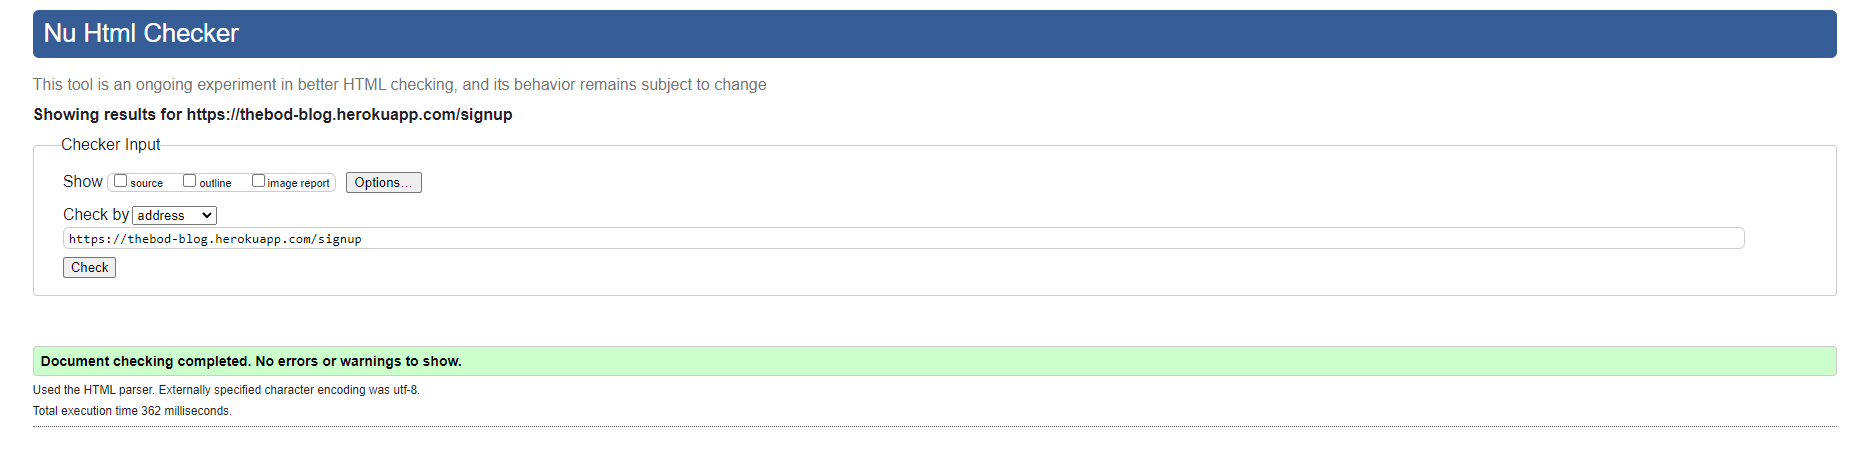 Nu Html Checker
This tool is an ongoing experiment in better HTML checking, and its behavior remains subject to change
Showing results for https://thebod-blog.herokuapp.com/signup
Checker Input
Show source outline image report Options...
Check by address
https://thebod-blog.herokuapp.com/signup
Check
Document checking completed. No errors or warnings to show.
Used the HTML parser. Externally specified character encoding was utf-8.
Total execution time 362 milliseconds.